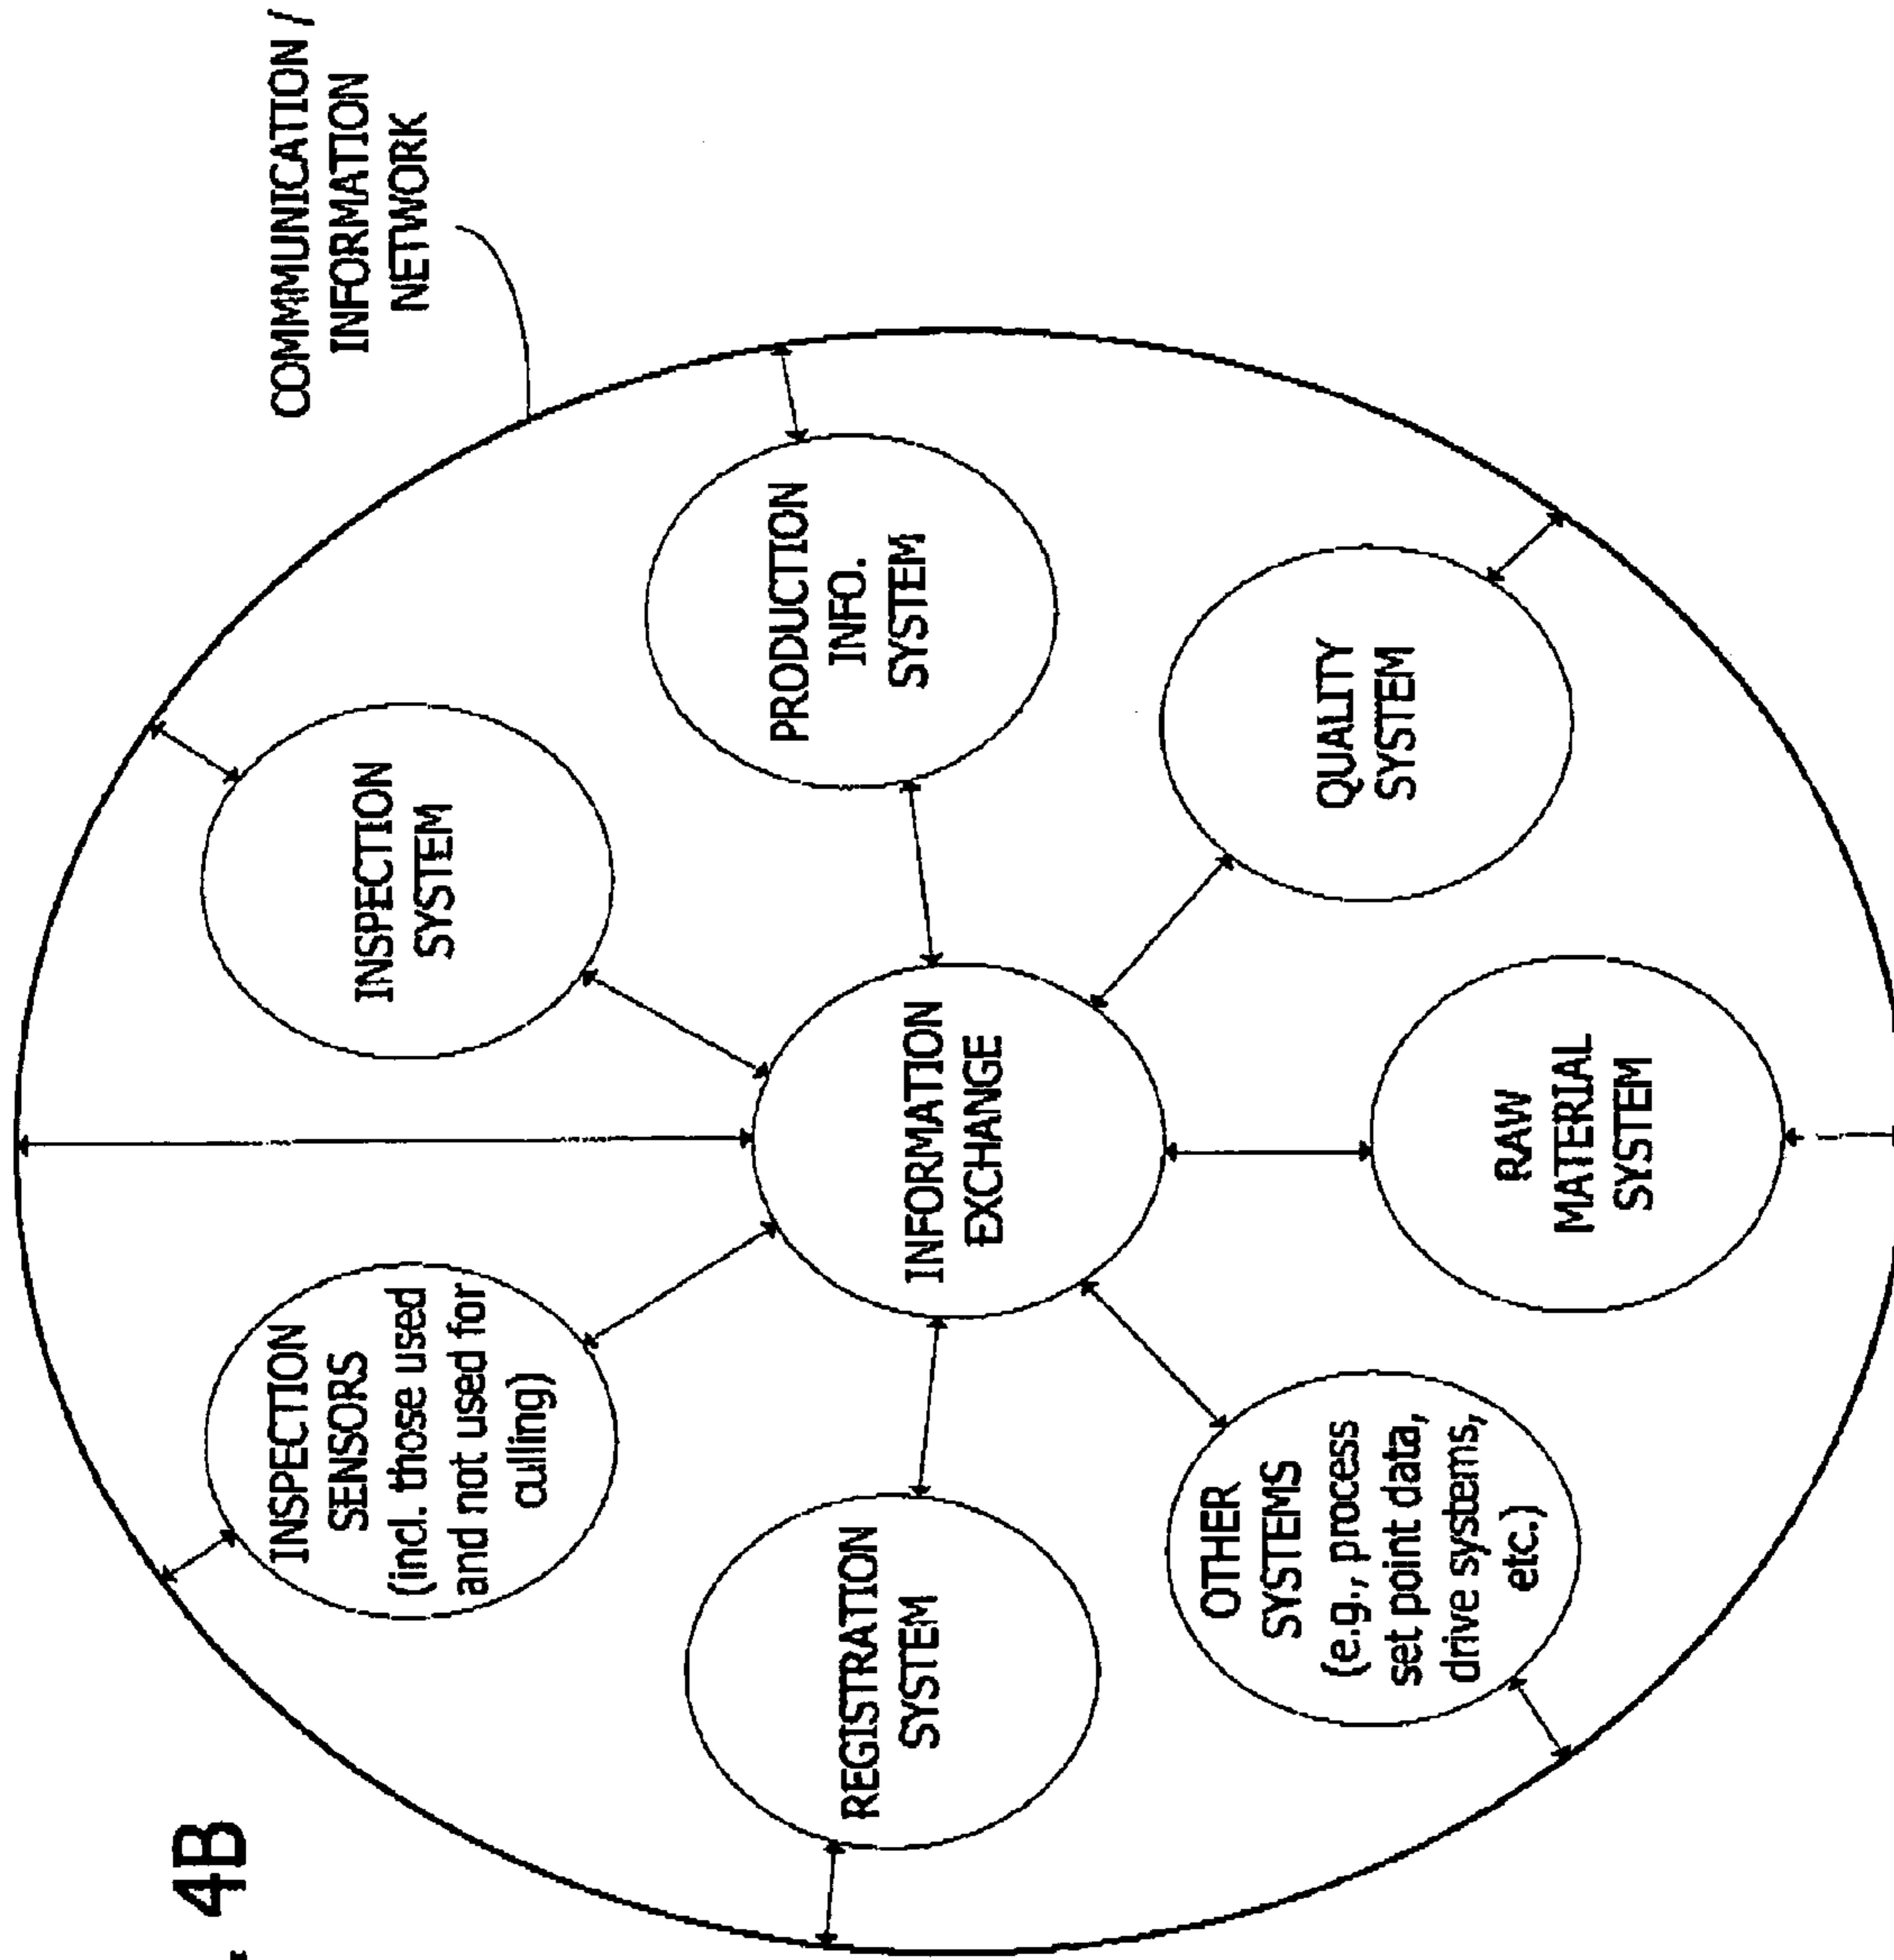 4B
COMMUNICATION /
INFORMATION
NETWORK
INSPECTION
SENSORS
(incl. those used
and not used for
culling)
INSPECTION
SYSTEM
REGISTRATION
SYSTEM
INFORMATION
EXCHANGE
PRODUCTION
INFO.
SYSTEM
OTHER
SYSTEMS
(e.g., process
set point data,
drive systems,
etc.)
RAW
MATERIAL
SYSTEM
QUALITY
SYSTEM